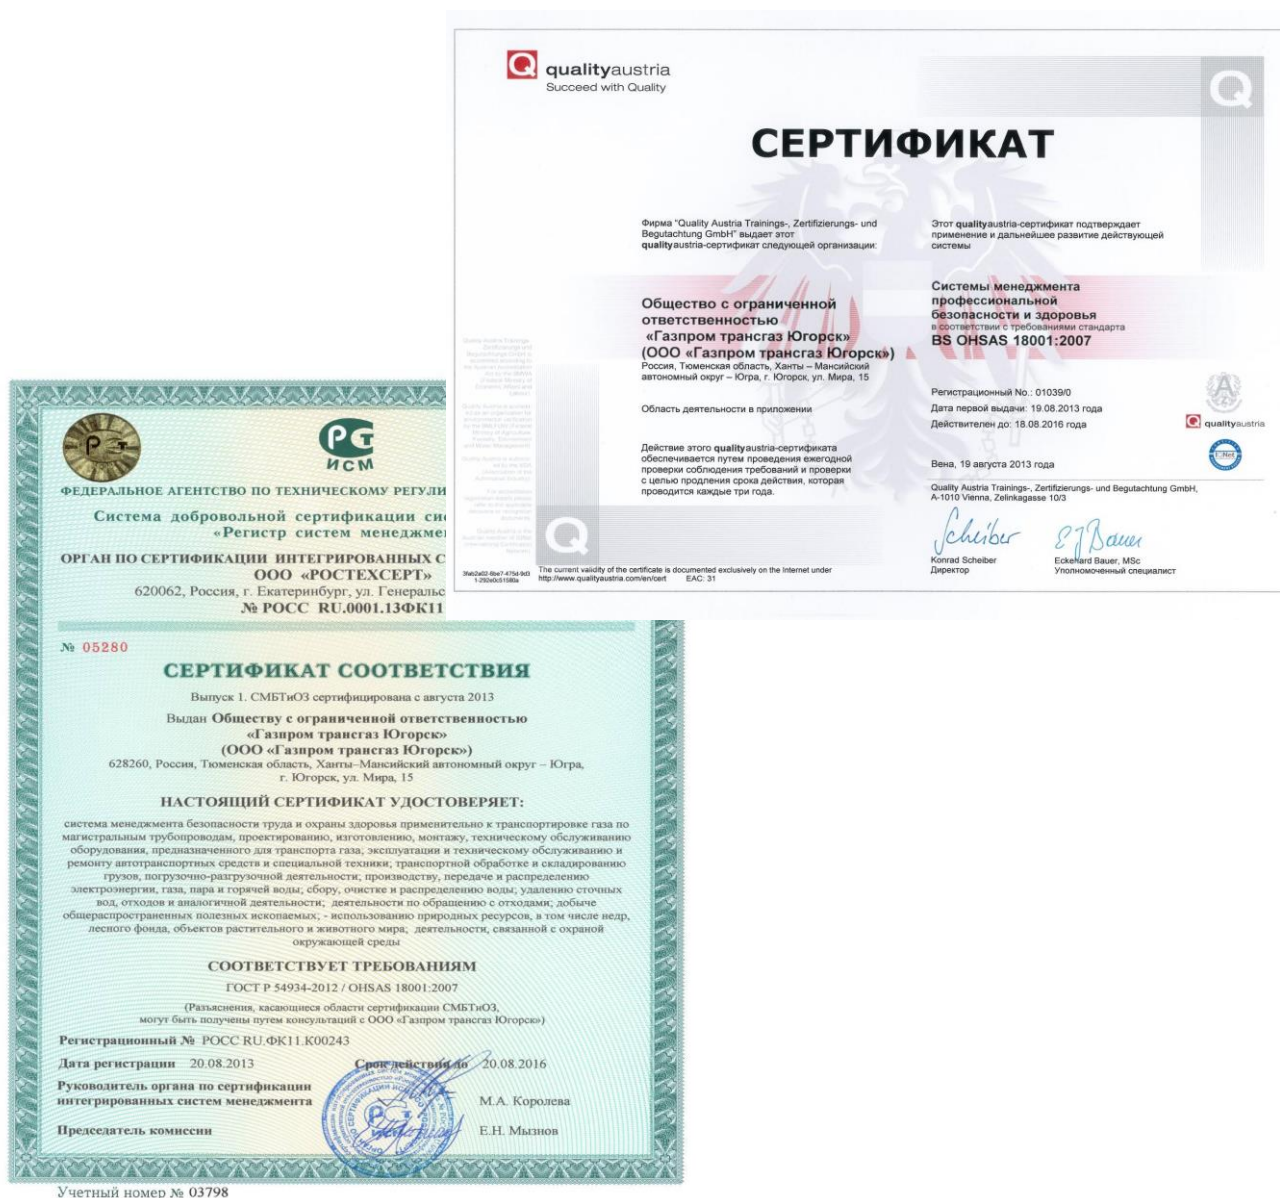 qualityaustria
Succeed with Quality
СЕРТИФИКАТ
Фирма "Quality Austria Trainings-, Zertifizierungs- und
Begutachtung GmbH" выдает этот
qualityaustria-сертификат следующей организации:
Общество с ограниченной
ответственностью
«Газпром трансгаз Югорск»
(ООО «Газпром трансгаз Югорск»)
Россия, Тюменская область, Ханты – Мансийский
автономный округ – Югра, г. Югорск, ул. Мира, 15
Область деятельности в приложении
Действие этого qualityaustria-сертификата
обеспечивается путем проведения ежегодной
проверки соблюдения требований и проверки
с целью продления срока действия, которая
проводится каждые три года.
Этот qualityaustria-сертификат подтверждает
применение и дальнейшее развитие действующей
системы
Системы менеджмента
профессиональной
безопасности и здоровья
в соответствии с требованиями стандарта
BS OHSAS 18001:2007
Регистрационный No.: 01039/0
Дата первой выдачи: 19.08.2013 года
Действителен до: 18.08.2016 года
qualityaustria
Вена, 19 августа 2013 года
Quality Austria Trainings-, Zertifizierungs- und Begutachtung GmbH,
A-1010 Vienna, Zelinkagasse 10/3
Konrad Scheiber
Директор
Eckehard Bauer, MSc
Уполномоченный специалист
The current validity of the certificate is documented exclusively on the Internet under
http://www.qualityaustria.com/en/cert EAC: 31
РСТ
ИСМ
ФЕДЕРАЛЬНОЕ АГЕНТСТВО ПО ТЕХНИЧЕСКОМУ РЕГУЛИ
Система добровольной сертификации сис
«Регистр систем менеджмен
ОРГАН ПО СЕРТИФИКАЦИИ ИНТЕГРИРОВАННЫХ С
ООО «РОСТЕХСЕРТ»
620062, Россия, г. Екатеринбург, ул. Генеральс
№ РОСС RU.0001.13ФК11
№ 05280
СЕРТИФИКАТ СООТВЕТСТВИЯ
Выпуск 1. СМБТиОЗ сертифицирована с августа 2013
Выдан Обществу с ограниченной ответственностью
«Газпром трансгаз Югорск»
(ООО «Газпром трансгаз Югорск»)
628260, Россия, Тюменская область, Ханты–Мансийский автономный округ – Югра,
г. Югорск, ул. Мира, 15
НАСТОЯЩИЙ СЕРТИФИКАТ УДОСТОВЕРЯЕТ:
система менеджмента безопасности труда и охраны здоровья применительно к транспортировке газа по
магистральным трубопроводам, проектированию, изготовлению, монтажу, техническому обслуживанию
оборудования, предназначенного для транспорта газа; эксплуатации и техническому обслуживанию и
ремонту автотранспортных средств и специальной техники; транспортной обработке и складированию
грузов, погрузочно-разгрузочной деятельности; производству, передаче и распределению
электроэнергии, газа, пара и горячей воды; сбору, очистке и распределению воды; удалению сточных
вод, отходов и аналогичной деятельности; деятельности по обращению с отходами; добыче
общераспространенных полезных ископаемых; - использованию природных ресурсов, в том числе недр,
лесного фонда, объектов растительного и животного мира; деятельности, связанной с охраной
окружающей среды
СООТВЕТСТВУЕТ ТРЕБОВАНИЯМ
ГОСТ Р 54934-2012 / OHSAS 18001:2007
(Разъяснения, касающиеся области сертификации СМБТиОЗ,
могут быть получены путем консультаций с ООО «Газпром трансгаз Югорск»)
Регистрационный № РОСС RU.ФК11.К00243
Дата регистрации 20.08.2013 Срок действия до 20.08.2016
Руководитель органа по сертификации
интегрированных систем менеджмента М.А. Королева
Председатель комиссии Е.Н. Мызнов
Учетный номер № 03798